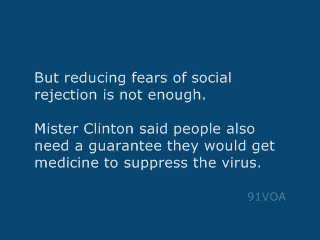 But reducing fears of social
rejection is not enough.
Mister Clinton said people also
need a guarantee they would get
medicine to suppress the virus.
91VOA